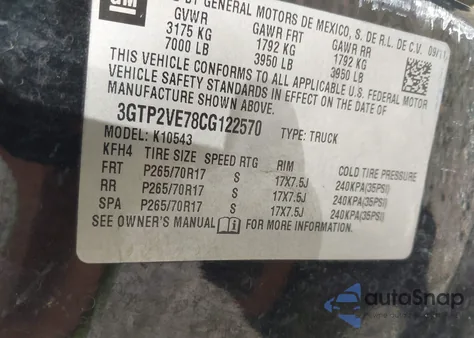 GM
D BY GENERAL MOTORS DE MEXICO, S. DE R.L. DE C.V. 09/11
GVWR GAWR FRT GAWR RR
3175 KG 1792 KG 1792 KG
7000 LB 3950 LB 3950 LB
THIS VEHICLE CONFORMS TO ALL APPLICABLE U.S. FEDERAL MOTOR
VEHICLE SAFETY STANDARDS IN EFFECT ON THE DATE OF
MANUFACTURE SHOWN ABOVE.
3GTP2VE78CG122570 TYPE: TRUCK
MODEL: K10543
KFH4 TIRE SIZE SPEED RTG RIM COLD TIRE PRESSURE
FRT P265/70R17 S 17X7.5J 240KPA(35PSI)
RR P265/70R17 S 17X7.5J 240KPA(35PSI)
SPA P265/70R17 S 17X7.5J 240KPA(35PSI)
SEE OWNER'S MANUAL FOR MORE INFORMATION
autoSnap